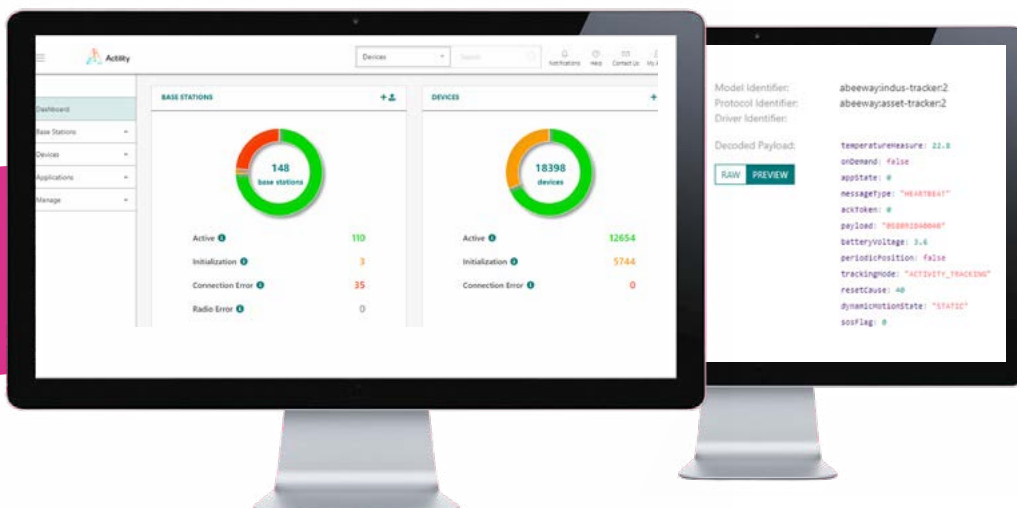 Actility
Devices
Search
Notifications
Help
Contact Us
Dashboard
Base Stations
Devices
Applications
Manage
BASE STATIONS
148
base stations
Active 110
Initialization 3
Connection Error 35
Radio Error 0
DEVICES
18398
devices
Active 12654
Initialization 5744
Connection Error 0
Model Identifier: abeeway:indus-tracker:2
Protocol Identifier: abeeway:asset-tracker:2
Driver Identifier:
Decoded Payload:
RAW PREVIEW
temperatureMeasure: 22.8
onDemand: false
appState: 0
messageType: "HEARTBEAT"
ackToken: 0
batteryVoltage: 3.6
periodicPosition: false
trackingMode: "ACTIVITY_TRACKING"
resetCause: 40
dynamicMotionState: "STATIC"
sosFlag: 0